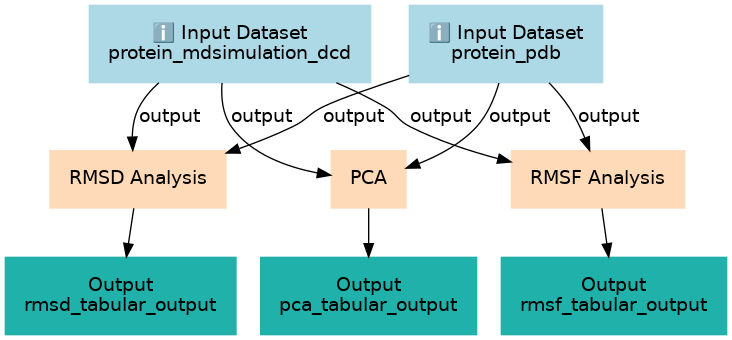 ℹ️ Input Dataset
protein_mdsimulation_dcd
ℹ️ Input Dataset
protein_pdb
output
output
output
output
output
output
RMSD Analysis
PCA
RMSF Analysis
Output
rmsd_tabular_output
Output
pca_tabular_output
Output
rmsf_tabular_output